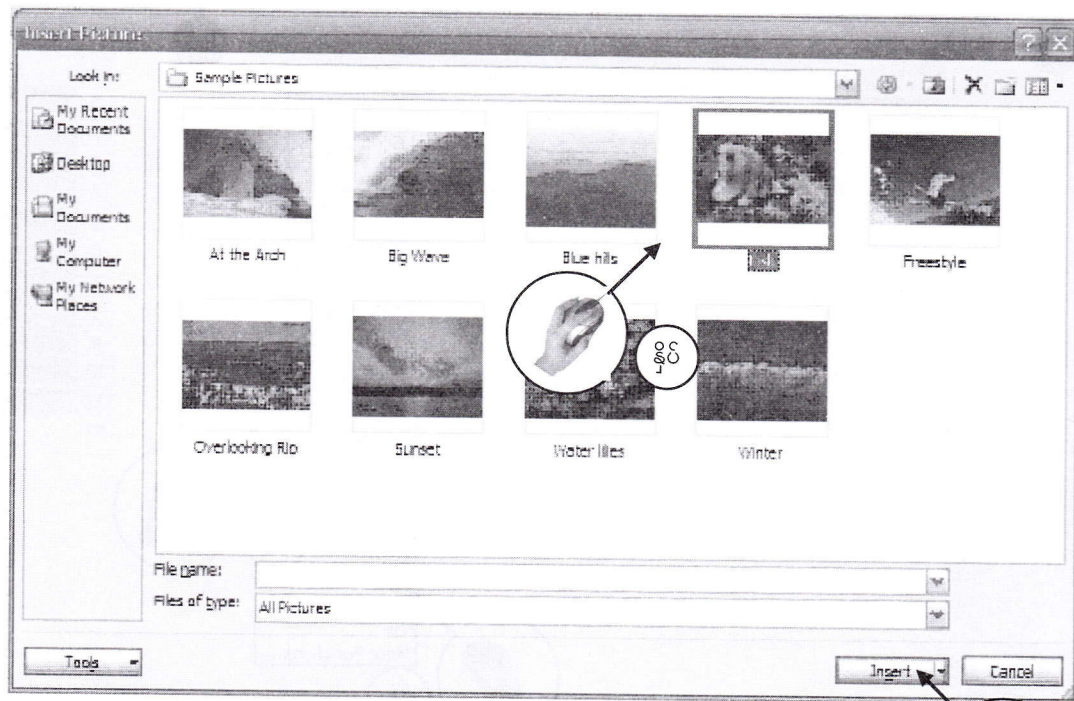 Insert Picture
Look in:
Sample Pictures
My Recent
Documents
Desktop
My
Documents
My
Computer
My Network
Places
At the Arch
Big Wave
Blue hills
Freestyle
Overlooking Rio
Sunset
Water lilies
Winter
File name:
Files of type:
All Pictures
Tools
Insert
Cancel